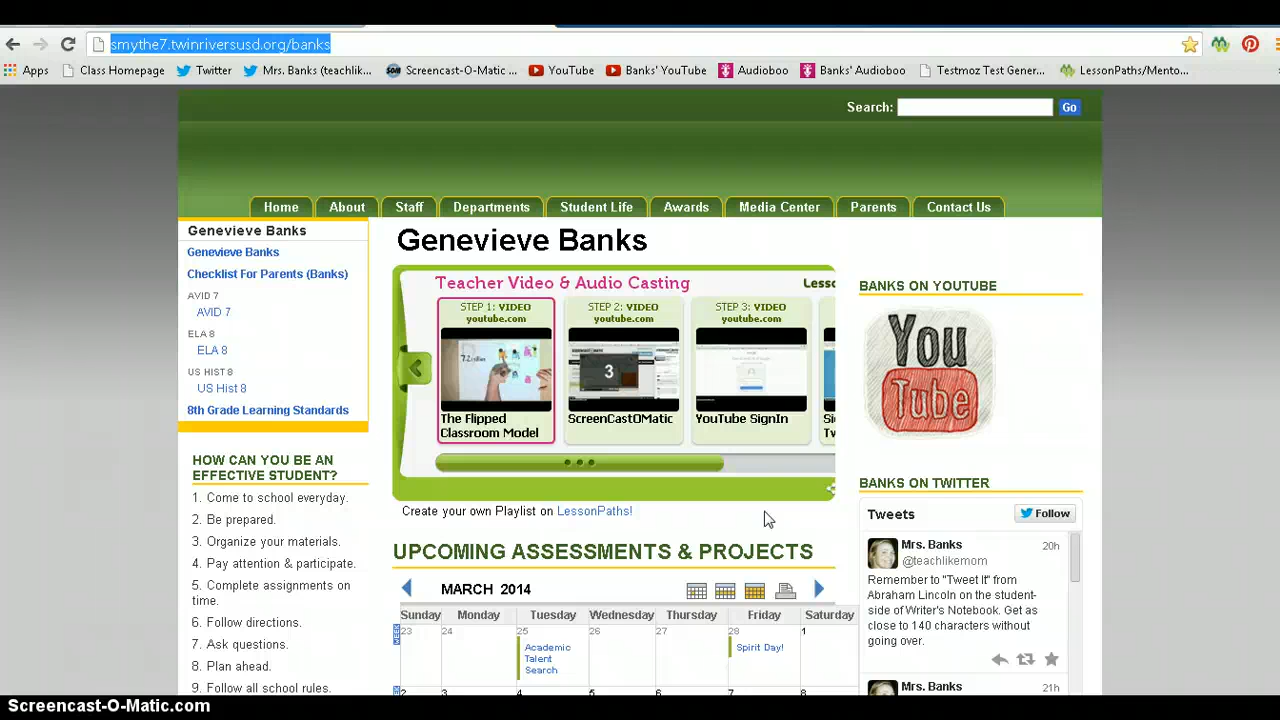 smythe7.twinriversusd.org/banks
Apps Class Homepage Twitter Mrs. Banks (teachlik... Screencast-O-Matic ... YouTube Banks' YouTube Audioboo Banks' Audioboo Testmoz Test Gener... LessonPaths/Mento...
Search: Go
Home About Staff Departments Student Life Awards Media Center Parents Contact Us
Genevieve Banks
Genevieve Banks
Checklist For Parents (Banks)
AVID 7
AVID 7
ELA 8
ELA 8
US HIST 8
US Hist 8
8th Grade Learning Standards
HOW CAN YOU BE AN
EFFECTIVE STUDENT?
1. Come to school everyday.
2. Be prepared.
3. Organize your materials.
4. Pay attention & participate.
5. Complete assignments on
time.
6. Follow directions.
7. Ask questions.
8. Plan ahead.
9. Follow all school rules.
Genevieve Banks
Teacher Video & Audio Casting
STEP 1: VIDEO
youtube.com
The Flipped
Classroom Model
STEP 2: VIDEO
youtube.com
3
ScreenCastOMatic
STEP 3: VIDEO
youtube.com
YouTube SignIn
Create your own Playlist on LessonPaths!
UPCOMING ASSESSMENTS & PROJECTS
MARCH 2014
Sunday Monday Tuesday Wednesday Thursday Friday Saturday
23 24 25 26 27 28 1
Academic
Talent
Search
Spirit Day!
2 3 4 5 6 7 8
BANKS ON YOUTUBE
You
Tube
BANKS ON TWITTER
Tweets Follow
Mrs. Banks 20h
@teachlikemom
Remember to "Tweet It" from
Abraham Lincoln on the student-
side of Writer's Notebook. Get as
close to 140 characters without
going over.
Mrs. Banks 21h
Screencast-O-Matic.com